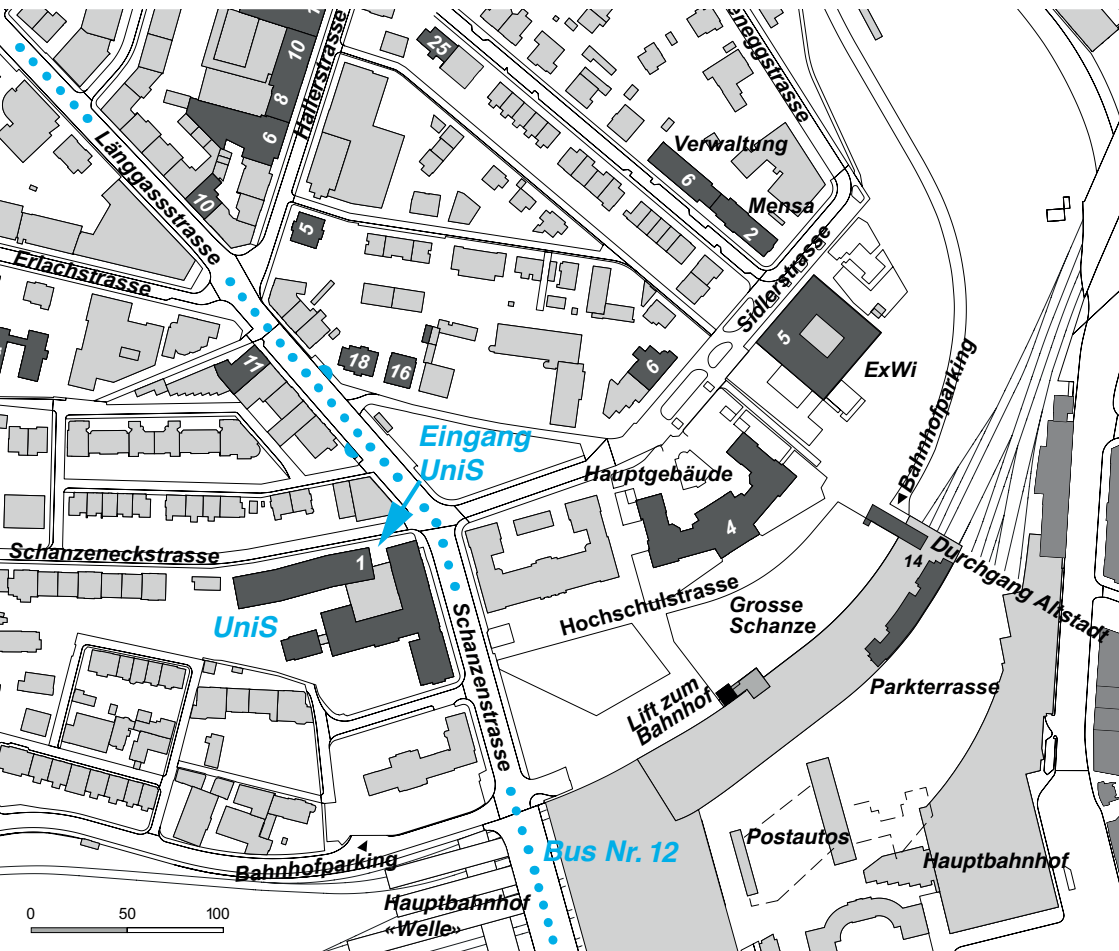 25
10
8
6
Hallerstrasse
eneggstrasse
Verwaltung
6
Mensa
2
Länggassstrasse
10
5
Erlachstrasse
Sidlerstrasse
5
ExWi
11
18
16
6
Bahnhofparking
Eingang
UniS
Hauptgebäude
4
Schanzeneckstrasse
1
14
Durchgang Altstadt
UniS
Hochschulstrasse
Grosse
Schanze
Schanzenstrasse
Lift zum
Bahnhof
Parkterrasse
Bus Nr. 12
Postautos
Hauptbahnhof
Bahnhofparking
Hauptbahnhof
«Welle»
0 50 100